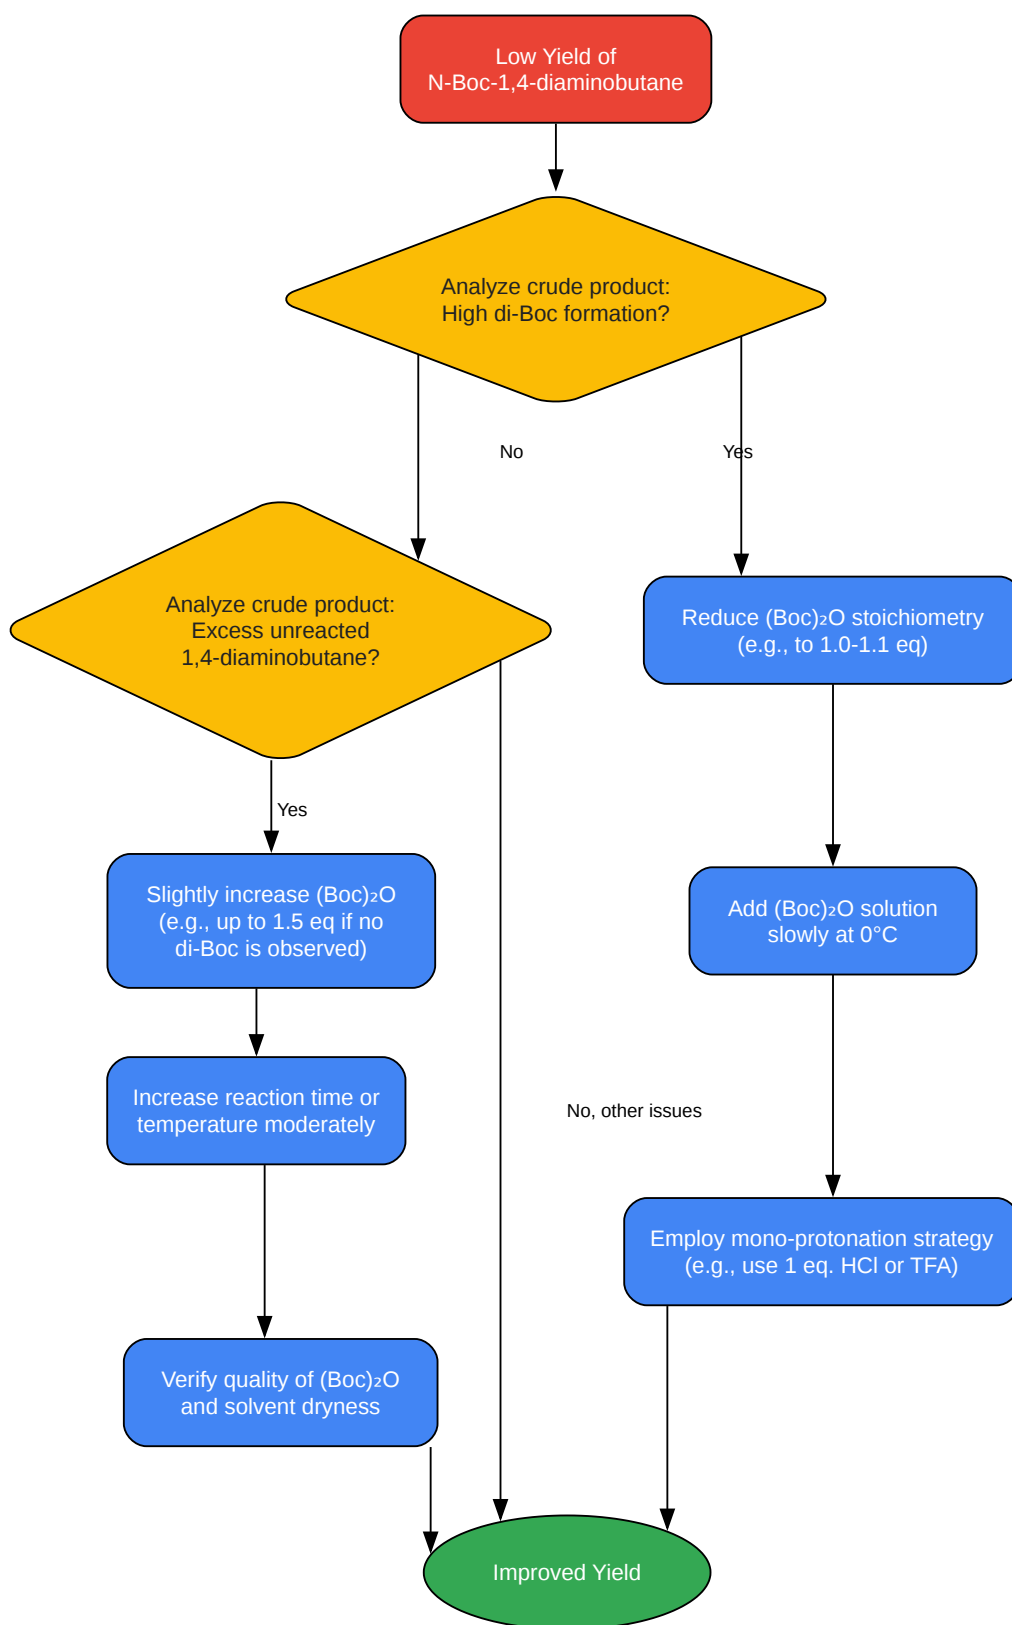 Low Yield of
N-Boc-1,4-diaminobutane
Analyze crude product:
High di-Boc formation?
No
Yes
Analyze crude product:
Excess unreacted
1,4-diaminobutane?
Reduce (Boc)₂O stoichiometry
(e.g., to 1.0-1.1 eq)
Yes
Slightly increase (Boc)₂O
(e.g., up to 1.5 eq if no
di-Boc is observed)
Add (Boc)₂O solution
slowly at 0°C
Increase reaction time or
temperature moderately
No, other issues
Employ mono-protonation strategy
(e.g., use 1 eq. HCl or TFA)
Verify quality of (Boc)₂O
and solvent dryness
Improved Yield